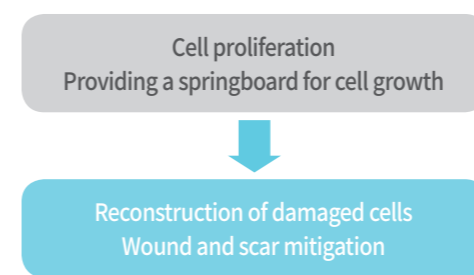 Cell proliferation
Providing a springboard for cell growth
Reconstruction of damaged cells
Wound and scar mitigation